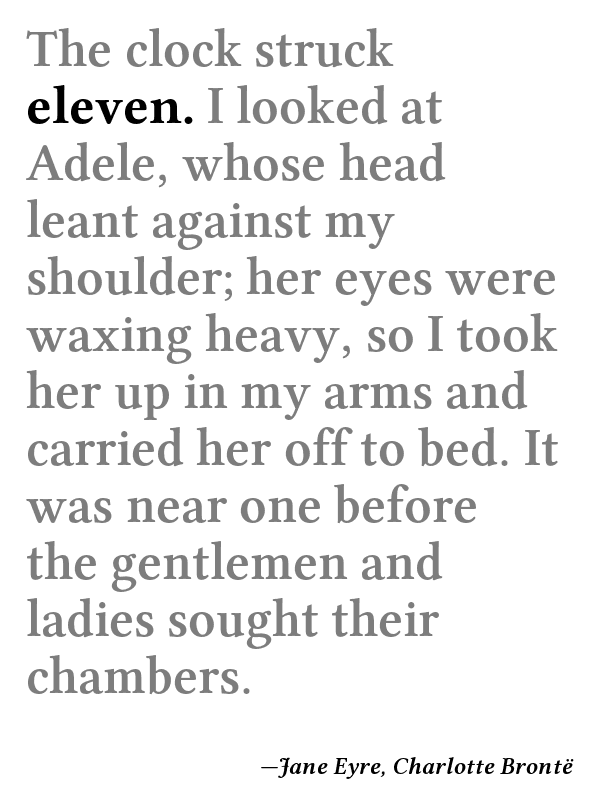 The clock struck
eleven. I looked at
Adele, whose head
leant against my
shoulder; her eyes were
waxing heavy, so I took
her up in my arms and
carried her off to bed. It
was near one before
the gentlemen and
ladies sought their
chambers.
—Jane Eyre, Charlotte Brontë